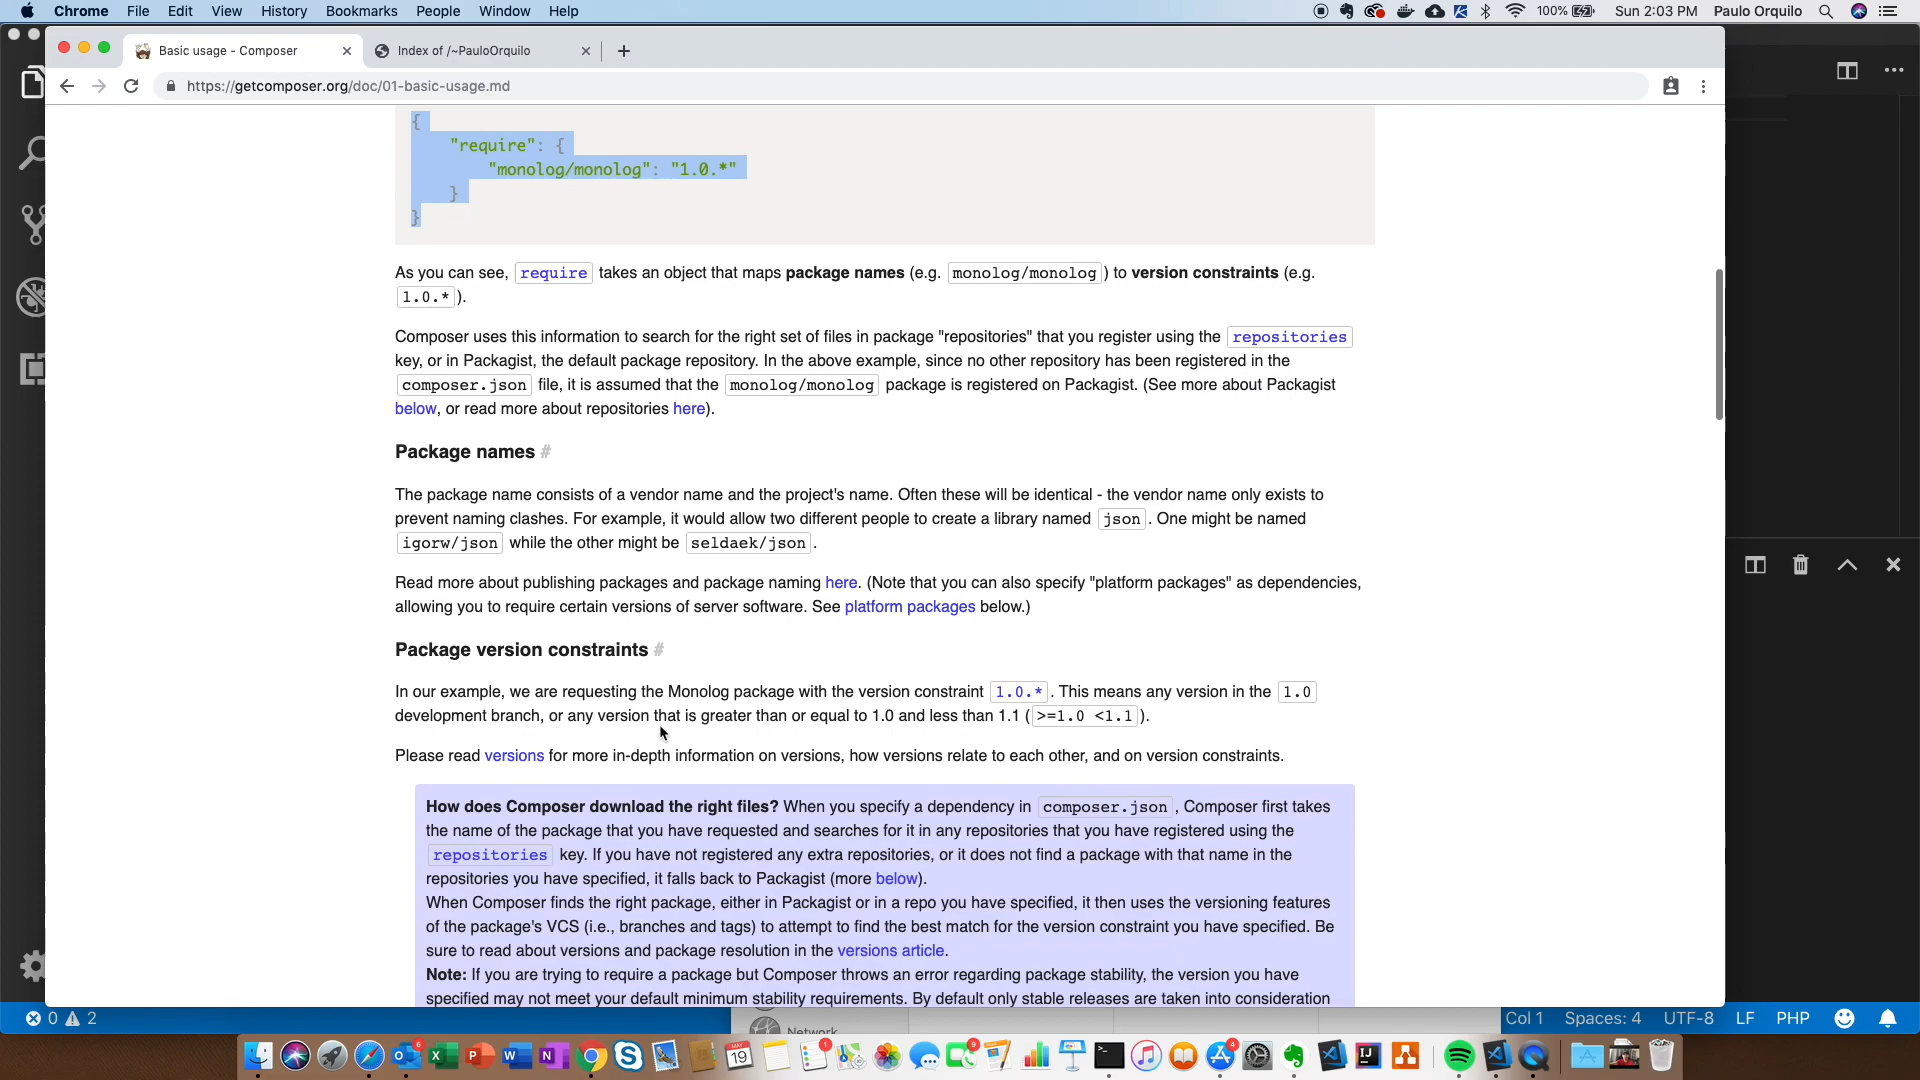 Chrome File Edit View History Bookmarks People Window Help 100% Sun 2:03 PM Paulo Orquilo
Basic usage - Composer
Index of /~PauloOrquilo
https://getcomposer.org/doc/01-basic-usage.md
{
"require": {
"monolog/monolog": "1.0.*"
}
}
As you can see, require takes an object that maps package names (e.g. monolog/monolog) to version constraints (e.g.
1.0.*).
Composer uses this information to search for the right set of files in package "repositories" that you register using the repositories
key, or in Packagist, the default package repository. In the above example, since no other repository has been registered in the
composer.json file, it is assumed that the monolog/monolog package is registered on Packagist. (See more about Packagist
below, or read more about repositories here).
Package names #
The package name consists of a vendor name and the project's name. Often these will be identical - the vendor name only exists to
prevent naming clashes. For example, it would allow two different people to create a library named json. One might be named
igorw/json while the other might be seldaek/json.
Read more about publishing packages and package naming here. (Note that you can also specify "platform packages" as dependencies,
allowing you to require certain versions of server software. See platform packages below.)
Package version constraints #
In our example, we are requesting the Monolog package with the version constraint 1.0.*. This means any version in the 1.0
development branch, or any version that is greater than or equal to 1.0 and less than 1.1 (>=1.0 <1.1).
Please read versions for more in-depth information on versions, how versions relate to each other, and on version constraints.
How does Composer download the right files? When you specify a dependency in composer.json, Composer first takes
the name of the package that you have requested and searches for it in any repositories that you have registered using the
repositories key. If you have not registered any extra repositories, or it does not find a package with that name in the
repositories you have specified, it falls back to Packagist (more below).
When Composer finds the right package, either in Packagist or in a repo you have specified, it then uses the versioning features
of the package's VCS (i.e., branches and tags) to attempt to find the best match for the version constraint you have specified. Be
sure to read about versions and package resolution in the versions article.
Note: If you are trying to require a package but Composer throws an error regarding package stability, the version you have
specified may not meet your default minimum stability requirements. By default only stable releases are taken into consideration
0 2 Network Col 1 Spaces: 4 UTF-8 LF PHP
6 MAY 19 1 9 4